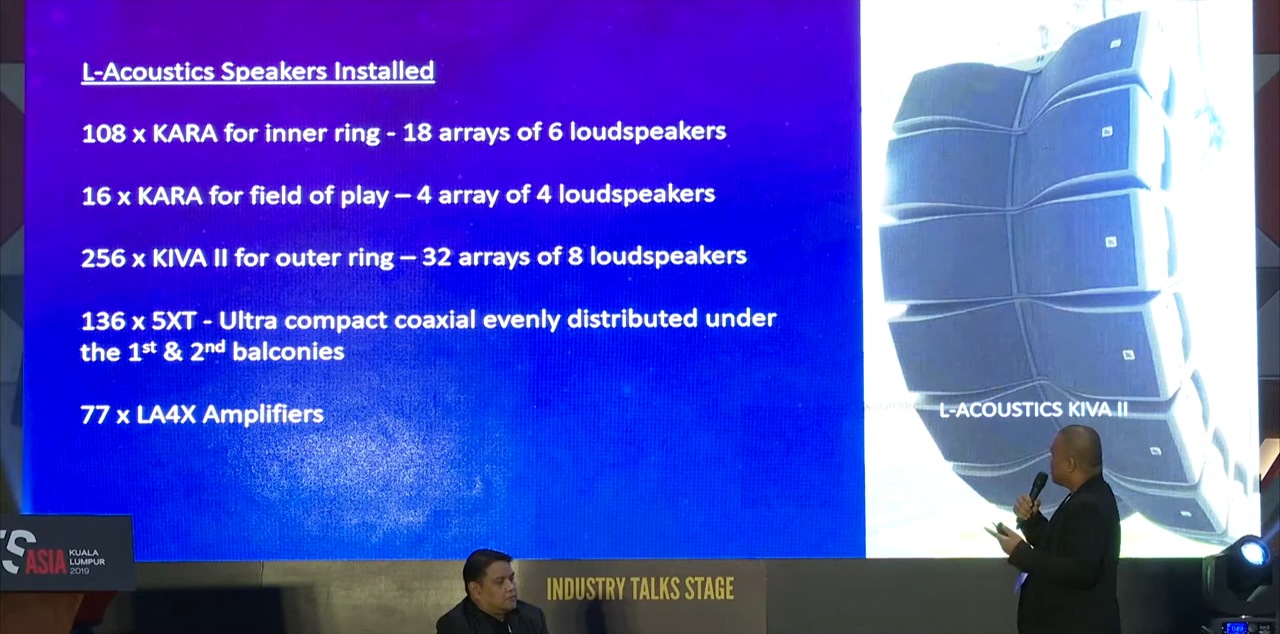 L-Acoustics Speakers Installed
108 x KARA for inner ring - 18 arrays of 6 loudspeakers
16 x KARA for field of play – 4 array of 4 loudspeakers
256 x KIVA II for outer ring – 32 arrays of 8 loudspeakers
136 x 5XT - Ultra compact coaxial evenly distributed under
the 1st & 2nd balconies
77 x LA4X Amplifiers
L-ACOUSTICS KIVA II
ASIA
KUALA
LUMPUR
2019
INDUSTRY TALKS STAGE